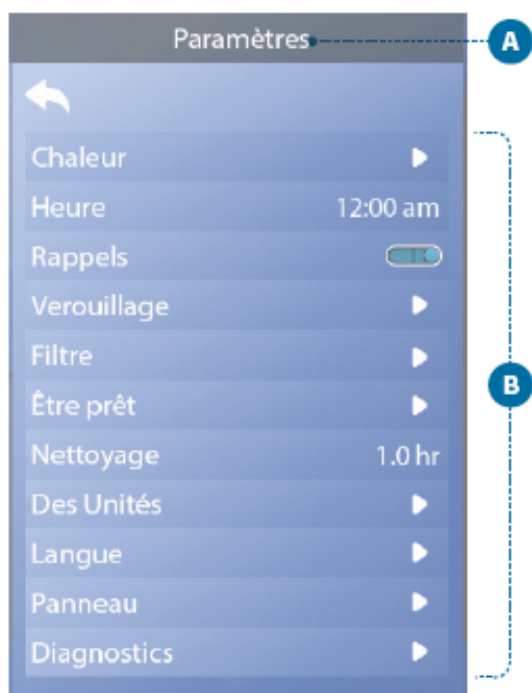 Paramètres
A
Chaleur
Heure 12:00 am
Rappels
Verouillage
Filtre
Être prêt
B
Nettoyage 1.0 hr
Des Unités
Langue
Panneau
Diagnostics